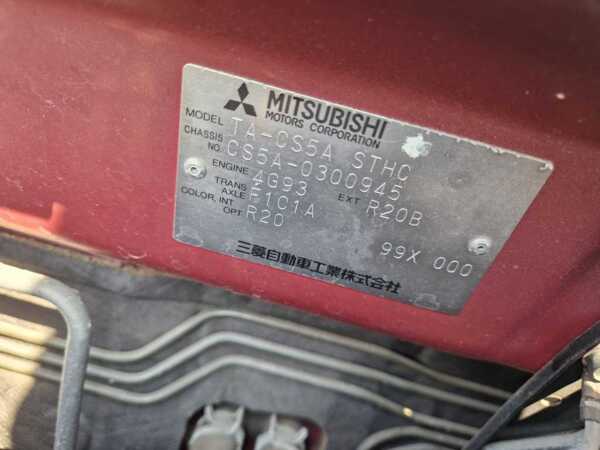 MITSUBISHI
MOTORS CORPORATION
MODEL TA-CS5A STHC
CHASSIS NO. CS5A-0300945
ENGINE 4G93 EXT R20B
TRANS AXLE F1C1A
COLOR, INT OPT R20 99X 000
三菱自動車工業株式会社